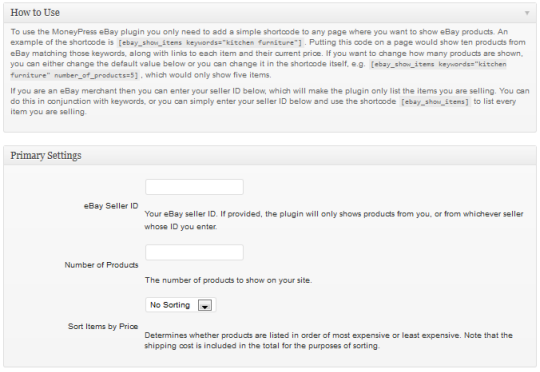 How to Use
To use the MoneyPress eBay plugin you only need to add a simple shortcode to any page where you want to show eBay products. An
example of the shortcode is [ebay_show_items keywords="kitchen furniture"]. Putting this code on a page would show ten products from
eBay matching those keywords, along with links to each item and their current price. If you want to change how many products are shown,
you can either change the default value below or you can change it in the shortcode itself, e.g. [ebay_show_items keywords="kitchen
furniture" number_of_products=5], which would only show five items.
If you are an eBay merchant then you can enter your seller ID below, which will make the plugin only list the items you are selling. You can
do this in conjunction with keywords, or you can simply enter your seller ID below and use the shortcode [ebay_show_items] to list every
item you are selling.
Primary Settings
eBay Seller ID
Your eBay seller ID. If provided, the plugin will only shows products from you, or from whichever seller
whose ID you enter.
Number of Products
The number of products to show on your site.
No Sorting
Sort Items by Price
Determines whether products are listed in order of most expensive or least expensive. Note that the
shipping cost is included in the total for the purposes of sorting.